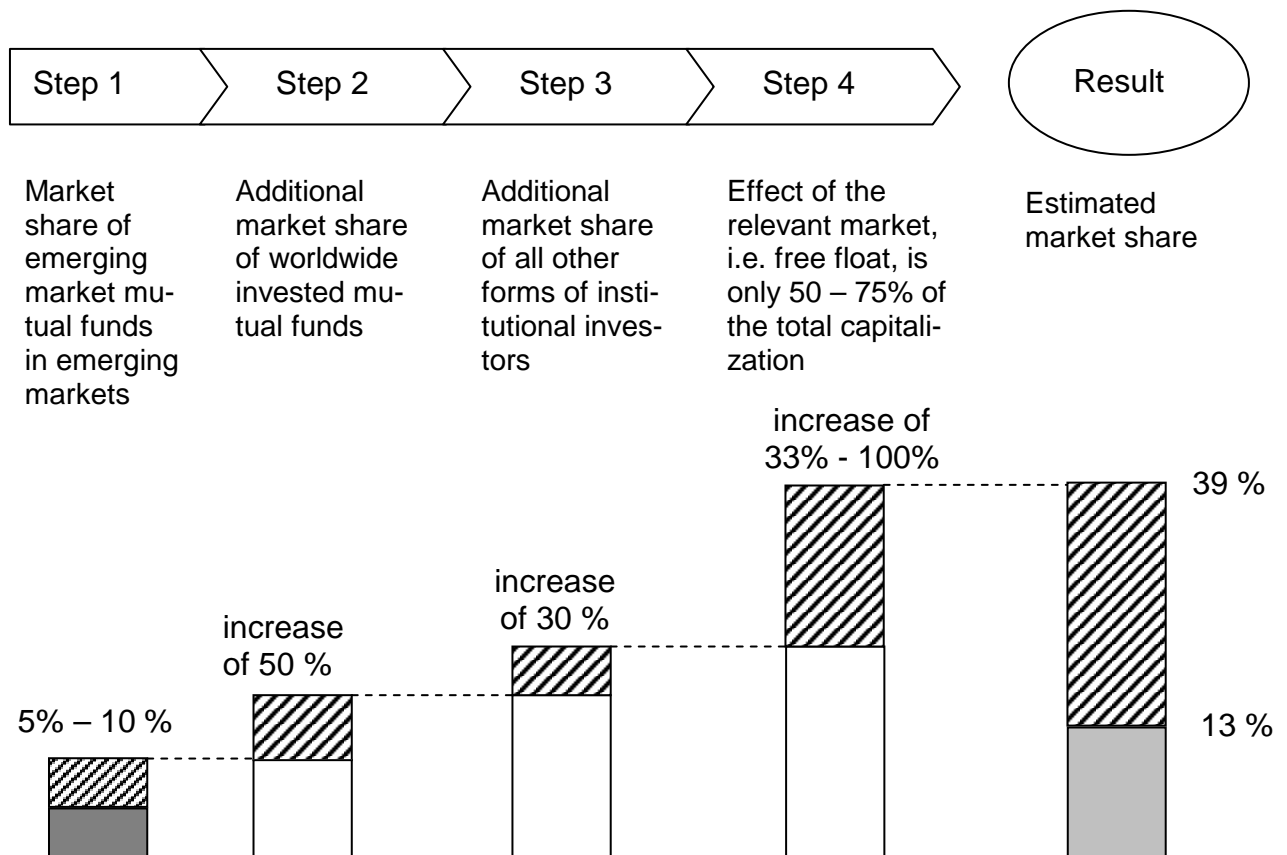 Step 1
Step 2
Step 3
Step 4
Result
Market
share of
emerging
market mu-
tual funds
in emerging
markets
Additional
market share
of worldwide
invested mu-
tual funds
Additional
market share
of all other
forms of insti-
tutional inves-
tors
Effect of the
relevant market,
i.e. free float, is
only 50 – 75% of
the total capitali-
zation
Estimated
market share
5% – 10 %
increase
of 50 %
increase
of 30 %
increase of
33% - 100%
39 %
13 %